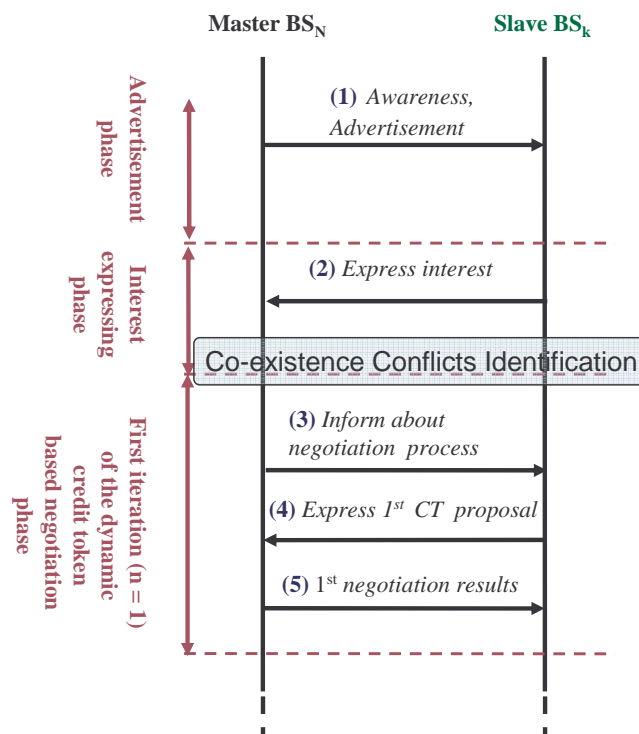 Master BS_N
Slave BS_k
Advertisement
phase
(1) Awareness,
Advertisement
Interest
expressing
phase
(2) Express interest
Co-existence Conflicts Identification
First iteration (n = 1)
of the dynamic
credit token
based negotiation
phase
(3) Inform about
negotiation process
(4) Express 1st CT proposal
(5) 1st negotiation results